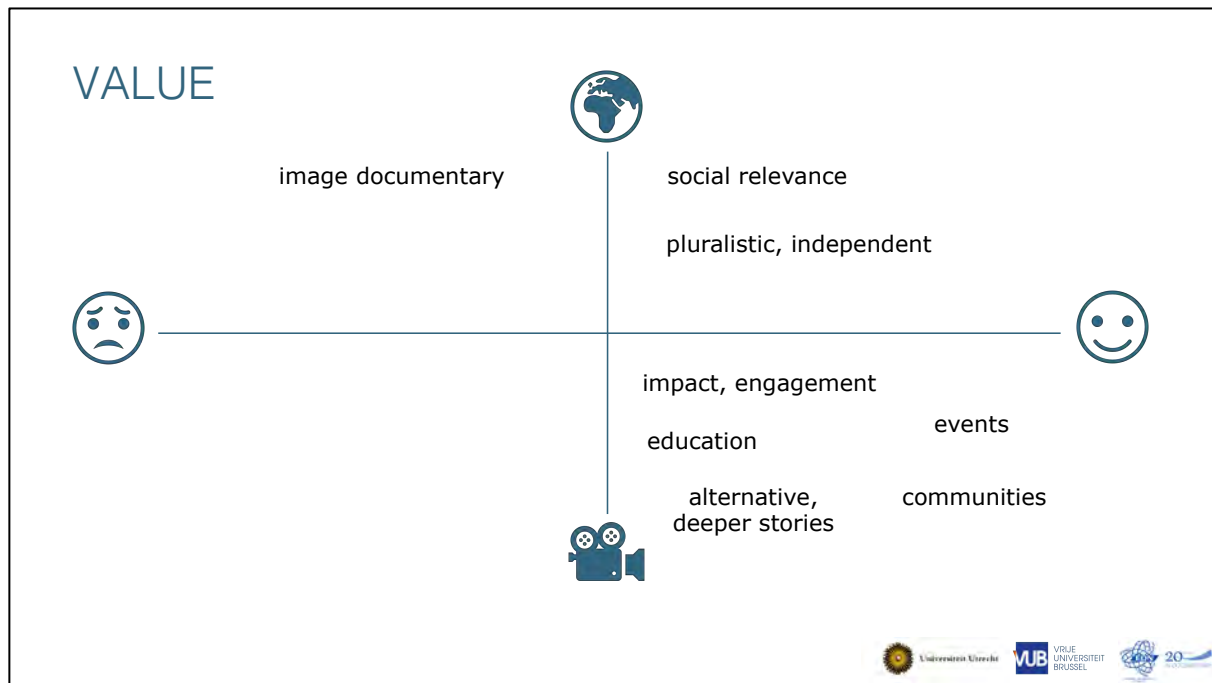 VALUE
image documentary
social relevance
pluralistic, independent
impact, engagement
events
education
alternative,
deeper stories
communities
Universiteit Utrecht
VUB
VRIJE
UNIVERSITEIT
BRUSSEL
20